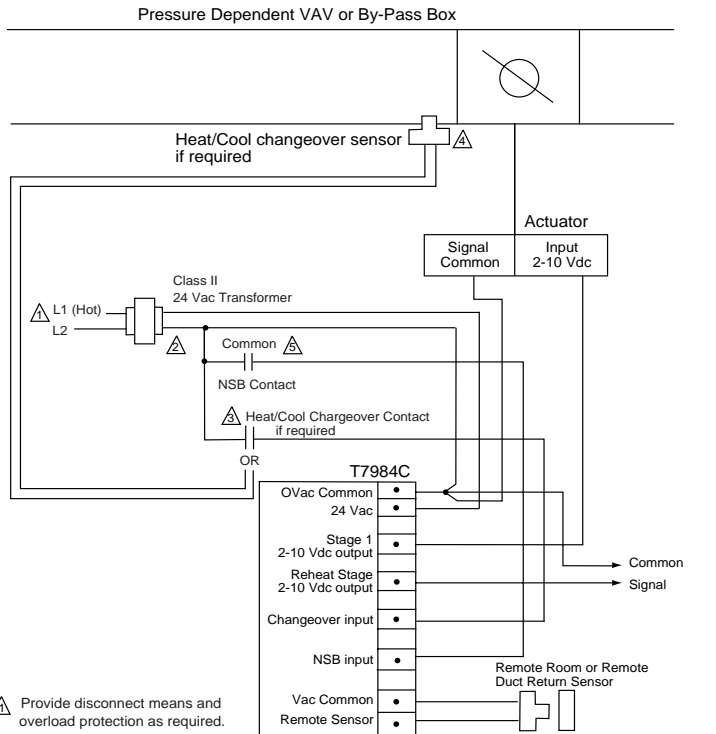 Pressure Dependent VAV or By-Pass Box
Heat/Cool changeover sensor
if required
4
Actuator
Signal
Common
Input
2-10 Vdc
Class II
24 Vac Transformer
1
L1 (Hot)
L2
2
Common
5
NSB Contact
3
Heat/Cool Chargeover Contact
if required
OR
T7984C
OVac Common
24 Vac
Stage 1
2-10 Vdc output
Reheat Stage
2-10 Vdc output
Common
Signal
Changeover input
NSB input
Remote Room or Remote
Duct Return Sensor
Vac Common
Remote Sensor
1
Provide disconnect means and
overload protection as required.